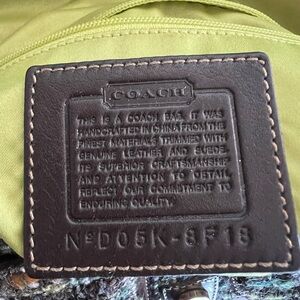 COACH
THIS IS A COACH BAG. IT WAS
HANDCRAFTED IN CHINA FROM THE
FINEST MATERIALS TRIMMED WITH
GENUINE LEATHER AND SUEDE.
ITS SUPERIOR CRAFTSMANSHIP
AND ATTENTION TO DETAIL
REFLECT OUR COMMITMENT TO
ENDURING QUALITY.
Nº D05K-8F18